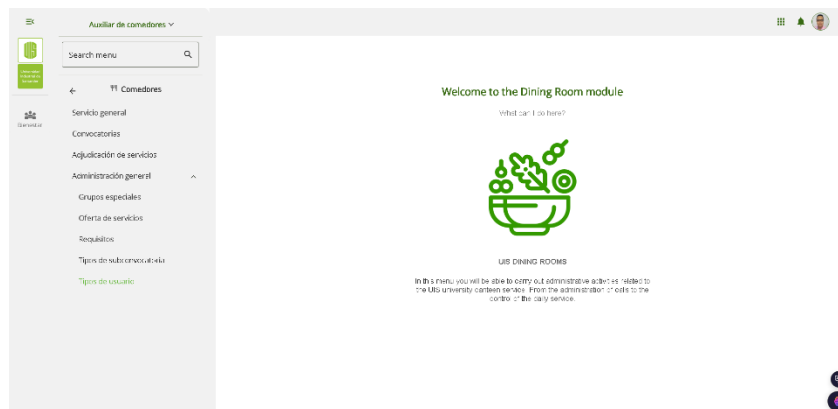 Auxiliar de comedores
Search menu
Comedores
Servicio general
Convocatorias
Adjudicación de servicios
Administración general
Grupos especiales
Oferta de servicios
Requisitos
Tipos de subconvocatoria
Tipos de usuario
Bienestar
Welcome to the Dining Room module
What can I do here?
UIS DINING ROOMS
In this menu you will be able to carry out administrative activities related to
the UIS university canteen service. From the administration of calls to the
control of the daily service.